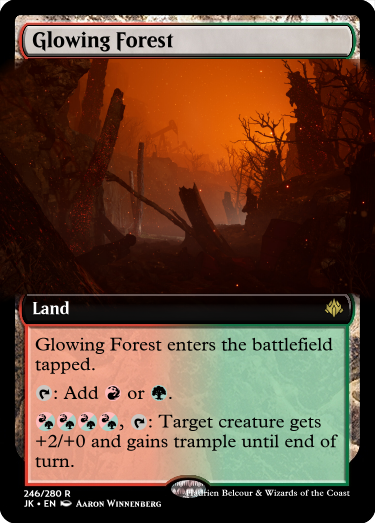 Glowing Forest
Land
Glowing Forest enters the battlefield
tapped.
: Add or .
, : Target creature gets
+2/+0 and gains trample until end of
turn.
246/280 R
JK • EN AARON WINNENBERG
Hadrien Belcour & Wizards of the Coast